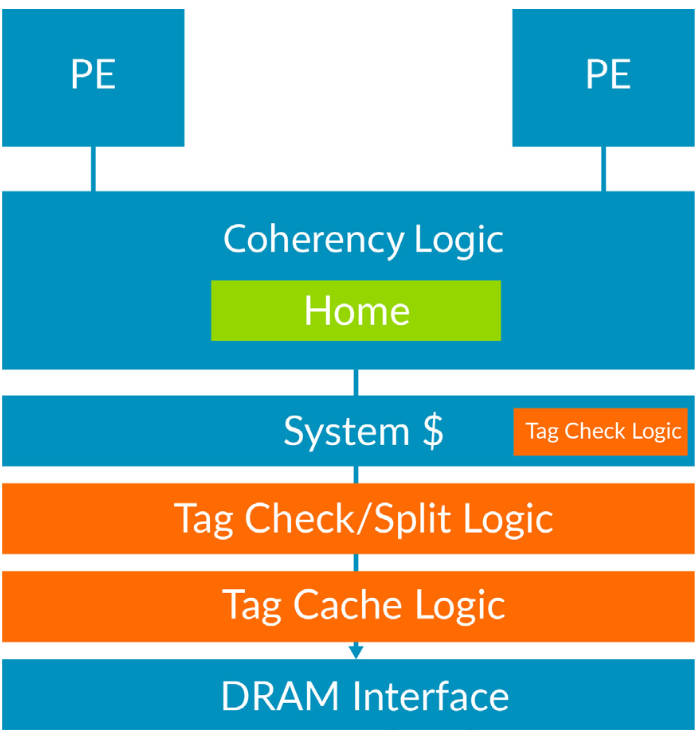 PE
PE
Coherency Logic
Home
System $
Tag Check Logic
Tag Check/Split Logic
Tag Cache Logic
DRAM Interface